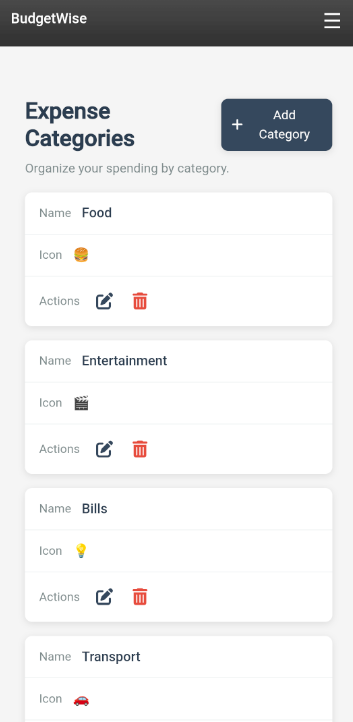 BudgetWise
Expense
Categories
Add
Category
Organize your spending by category.
Name Food
Icon 🍔
Actions
Name Entertainment
Icon 🎬
Actions
Name Bills
Icon 💡
Actions
Name Transport
Icon 🚗